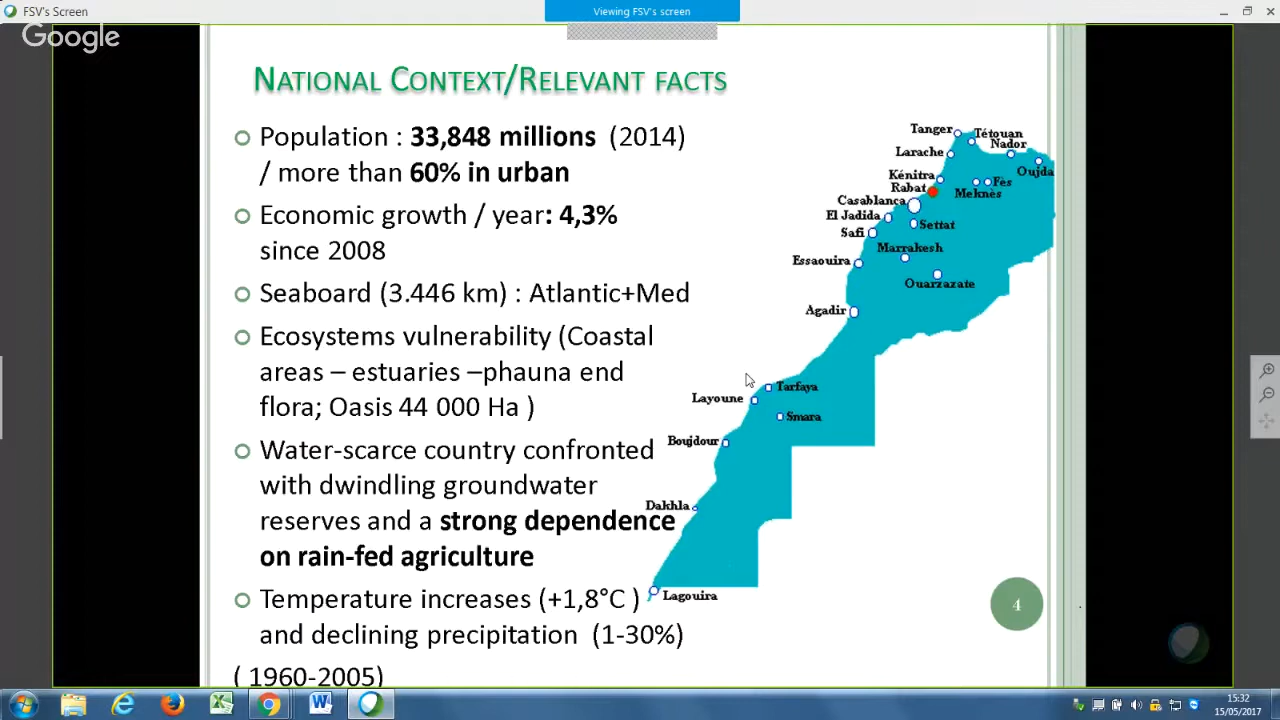 FSV's Screen
Viewing FSV's screen
Google
NATIONAL CONTEXT/RELEVANT FACTS
Population : 33,848 millions (2014)
/ more than 60% in urban
Economic growth / year: 4,3%
since 2008
Seaboard (3.446 km) : Atlantic+Med
Ecosystems vulnerability (Coastal
areas – estuaries –phauna end
flora; Oasis 44 000 Ha )
Water-scarce country confronted
with dwindling groundwater
reserves and a strong dependence
on rain-fed agriculture
Temperature increases (+1,8°C )
and declining precipitation (1-30%)
( 1960-2005)
Tanger
Tétouan
Nador
Larache
Oujda
Kénitra
Fès
Rabat
Meknès
Casablanca
El Jadida
Settat
Safi
Marrakesh
Essaouira
Ouarzazate
Agadir
Tarfaya
Layoune
Smara
Boujdour
Dakhla
Lagouira
4
15:32
15/05/2017